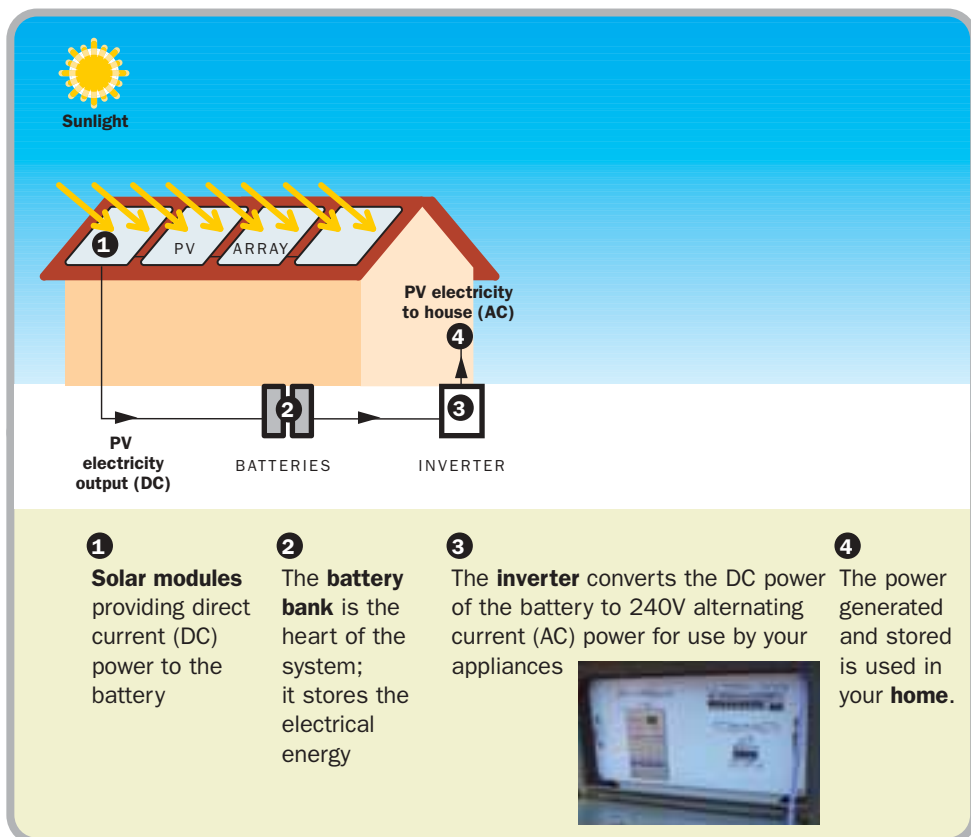 Sunlight
1
PV
ARRAY
PV electricity
to house (AC)
4
2
3
PV
electricity
output (DC)
BATTERIES
INVERTER
1
Solar modules
providing direct
current (DC)
power to the
battery
2
The battery
bank is the
heart of the
system;
it stores the
electrical
energy
3
The inverter converts the DC power
of the battery to 240V alternating
current (AC) power for use by your
appliances
4
The power
generated
and stored
is used in
your home.